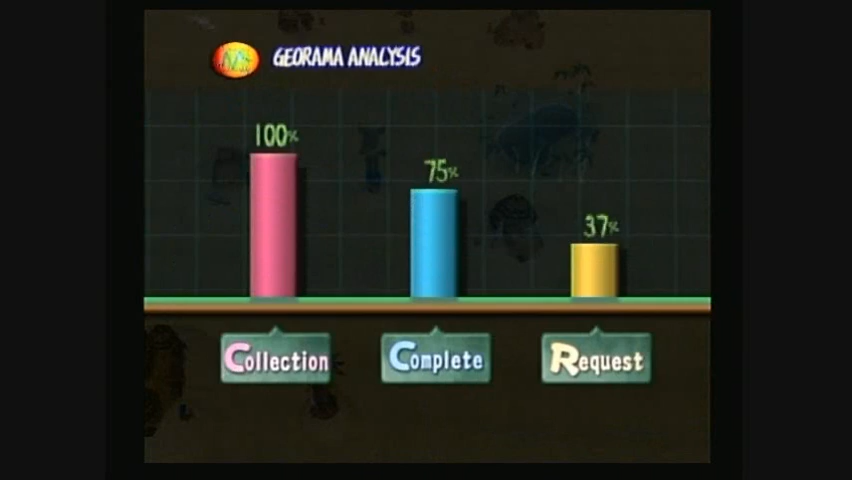 GEORAMA ANALYSIS
100%
75%
37%
Collection
Complete
Request